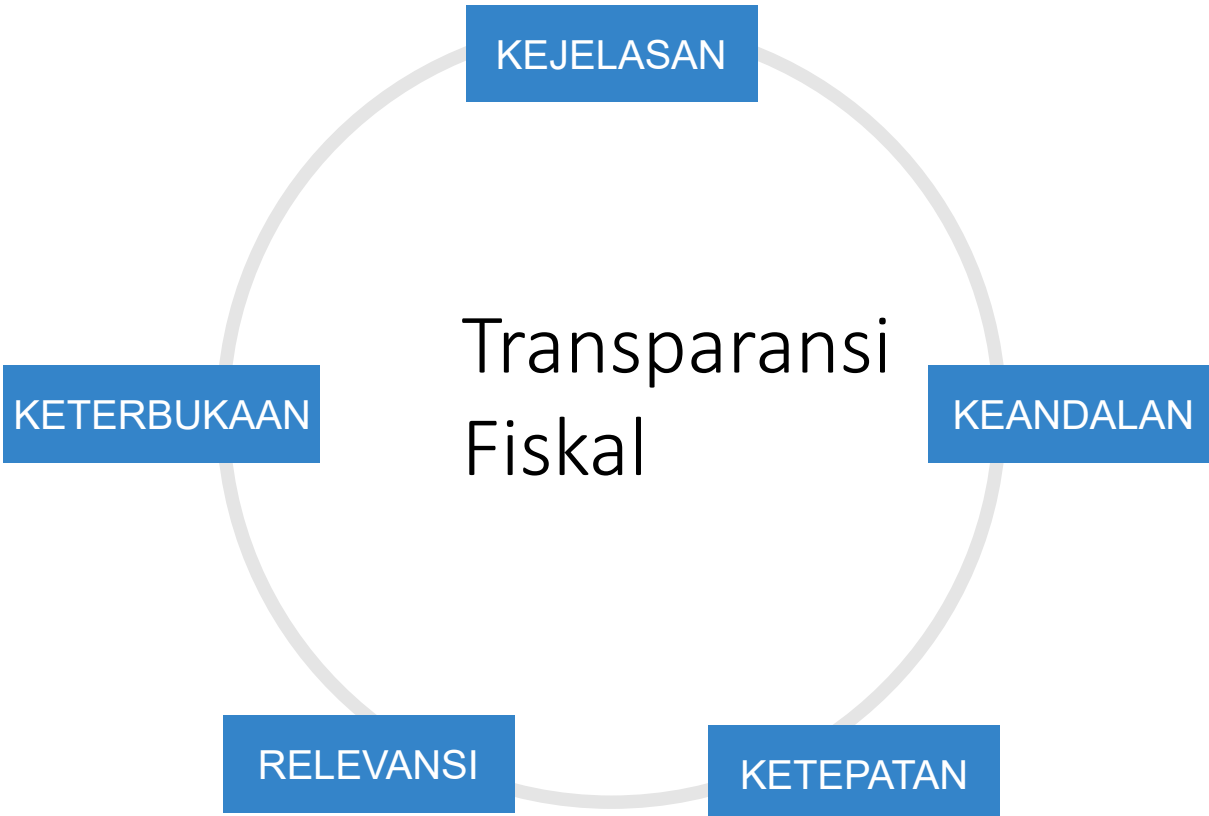 KEJELASAN
Transparansi
Fiskal
KETERBUKAAN
KEANDALAN
RELEVANSI
KETEPATAN